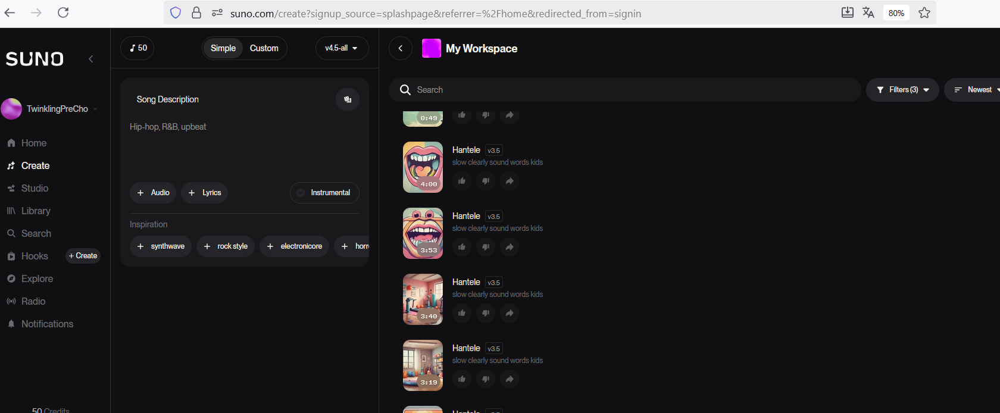 suno.com/create?signup_source=splashpage&referrer=%2Fhome&redirected_from=signin
80%
SUNO
TwinklingPreCho
Home
Create
Studio
Library
Search
Hooks
+ Create
Explore
Radio
Notifications
50 Credits
50
Simple
Custom
v4.5-all
Song Description
Hip-hop, R&B, upbeat
+ Audio
+ Lyrics
Instrumental
Inspiration
+ synthwave
+ rock style
+ electronicore
+ horr
My Workspace
Search
Filters (3)
Newest
0:49
Hantele v3.5
slow clearly sound words kids
4:00
Hantele v3.5
slow clearly sound words kids
3:53
Hantele v3.5
slow clearly sound words kids
3:40
Hantele v3.5
slow clearly sound words kids
3:19
Hantele